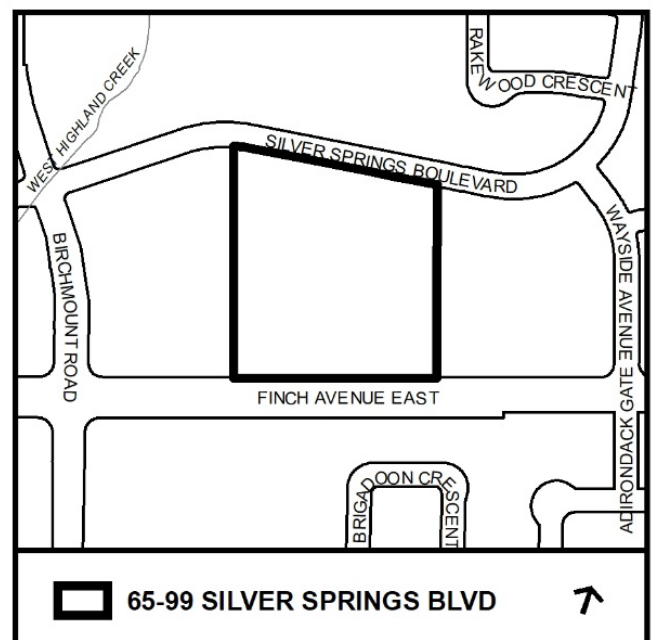 WEST HIGHLAND CREEK
RAKEWOOD CRESCENT
SILVER SPRINGS BOULEVARD
BIRCHMOUNT ROAD
WAYSIDE AVENUE
ADIRONDACK GATE
FINCH AVENUE EAST
BRIGADOON CRESCENT
65-99 SILVER SPRINGS BLVD